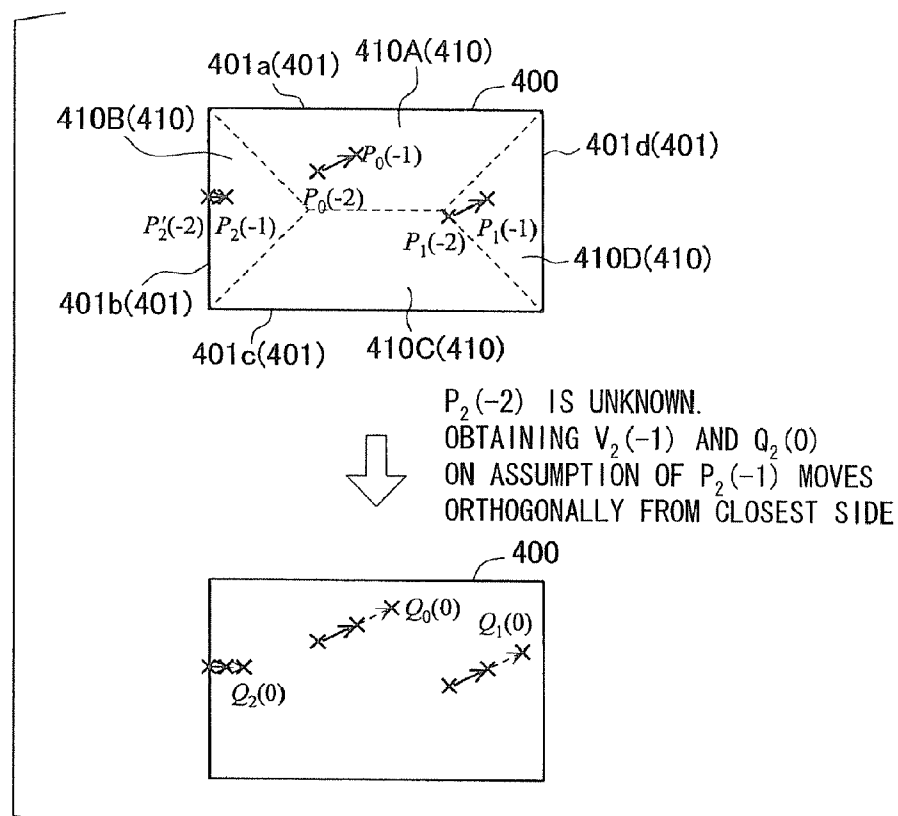 410A(410)
401a(401)
400
410B(410)
401d(401)
P₀(-1)
P₀(-2)
P′₂(-2) P₂(-1)
P₁(-2) P₁(-1)
410D(410)
401b(401)
401c(401)
410C(410)
P₂(-2) IS UNKNOWN.
OBTAINING V₂(-1) AND Q₂(0)
ON ASSUMPTION OF P₂(-1) MOVES
ORTHOGONALLY FROM CLOSEST SIDE
400
Q₀(0)
Q₁(0)
Q₂(0)